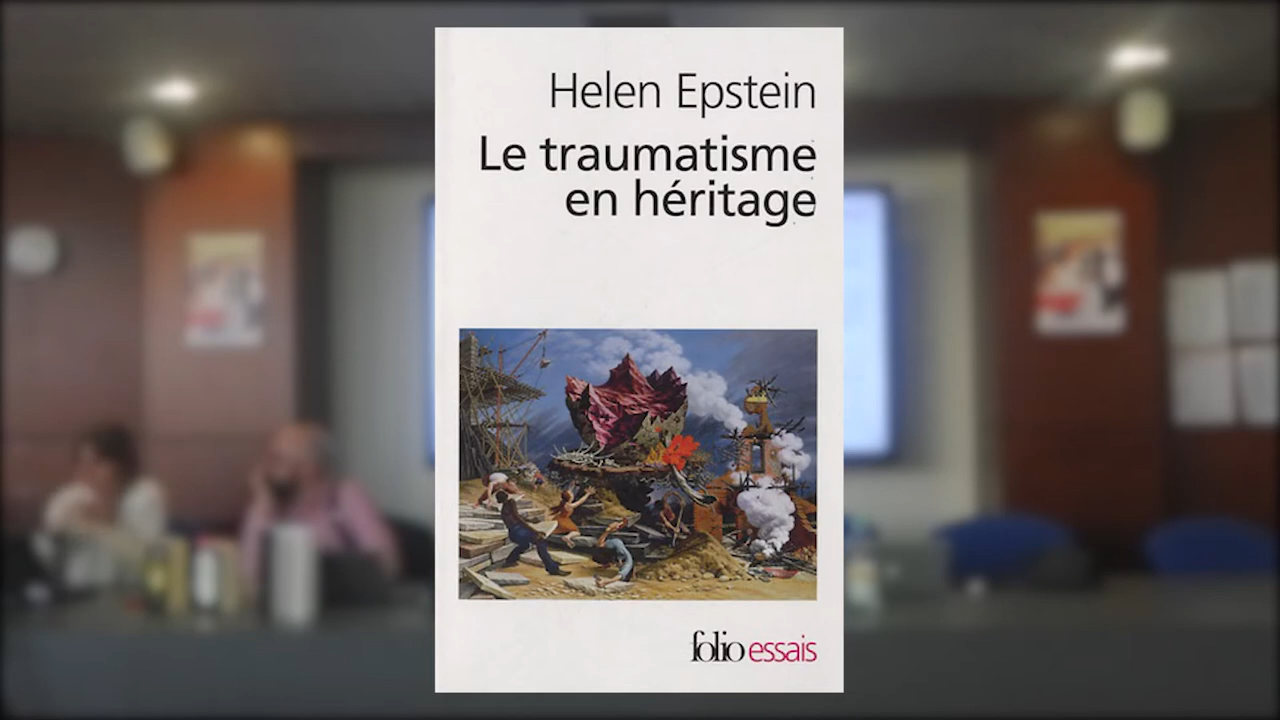 Helen Epstein
Le traumatisme
en héritage
folio essais